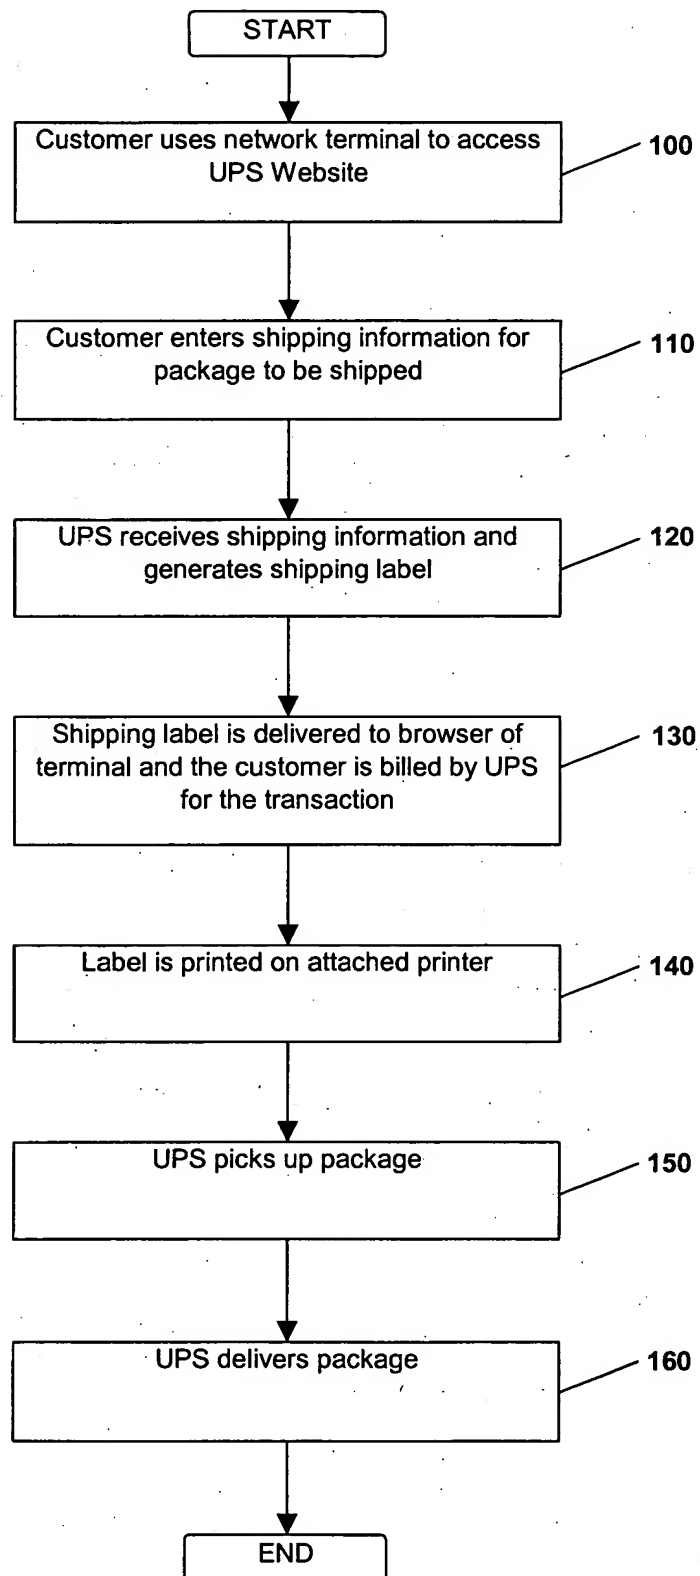 START
Customer uses network terminal to access
UPS Website
100
Customer enters shipping information for
package to be shipped
110
UPS receives shipping information and
generates shipping label
120
Shipping label is delivered to browser of
terminal and the customer is billed by UPS
for the transaction
130
Label is printed on attached printer
140
UPS picks up package
150
UPS delivers package
160
END